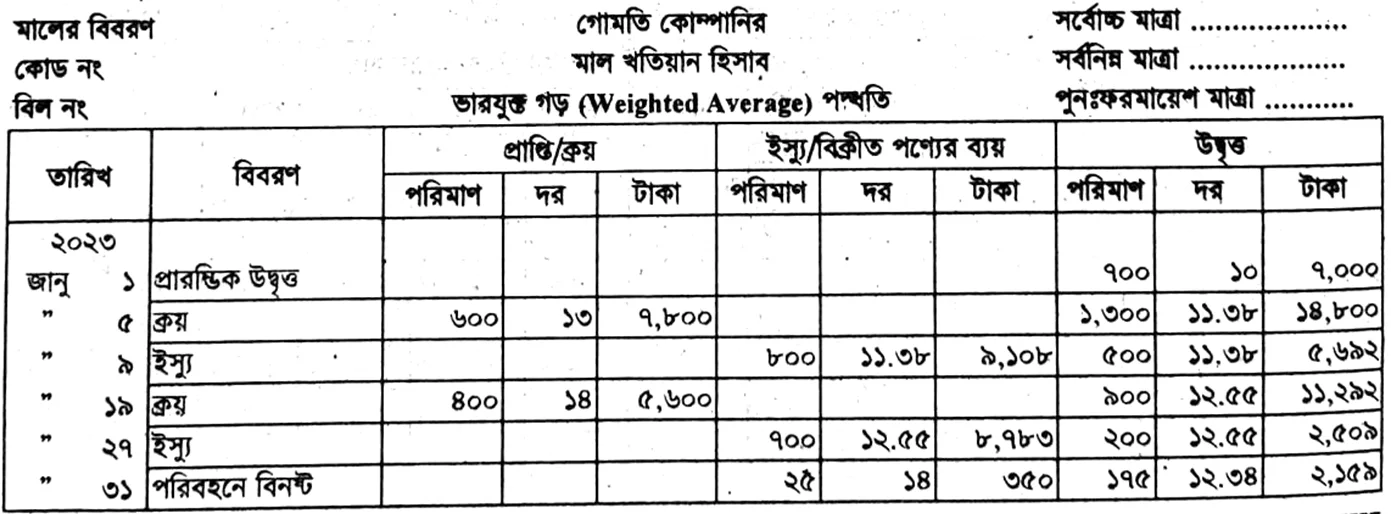 মালের বিবরণ গোমতি কোম্পানির সর্বোচ্চ মাত্রা ...................
কোড নং মাল খতিয়ান হিসাব সর্বনিম্ন মাত্রা ...................
বিল নং ভারযুক্ত গড় (Weighted Average) পদ্ধতি পুনঃফরমায়েশ মাত্রা ...........
তারিখ বিবরণ প্রাপ্তি/ক্রয় ইস্যু/বিক্রীত পণ্যের ব্যয় উদ্বৃত্ত
পরিমাণ দর টাকা পরিমাণ দর টাকা পরিমাণ দর টাকা
২০২৩
জানু ১ প্রারম্ভিক উদ্বৃত্ত ৭০০ ১০ ৭,০০০
” ৫ ক্রয় ৬০০ ১৩ ৭,৮০০ ১,৩০০ ১১.৩৮ ১৪,৮০০
” ৯ ইস্যু ৮০০ ১১.৩৮ ৯,১০৮ ৫০০ ১১.৩৮ ৫,৬৯২
” ১৯ ক্রয় ৪০০ ১৪ ৫,৬০০ ৯০০ ১২.৫৫ ১১,২৯২
” ২৭ ইস্যু ৭০০ ১২.৫৫ ৮,৭৮৩ ২০০ ১২.৫৫ ২,৫০৯
” ৩১ পরিবহনে বিনষ্ট ২৫ ১৪ ৩৫০ ১৭৫ ১২.৩৪ ২,১৫৯